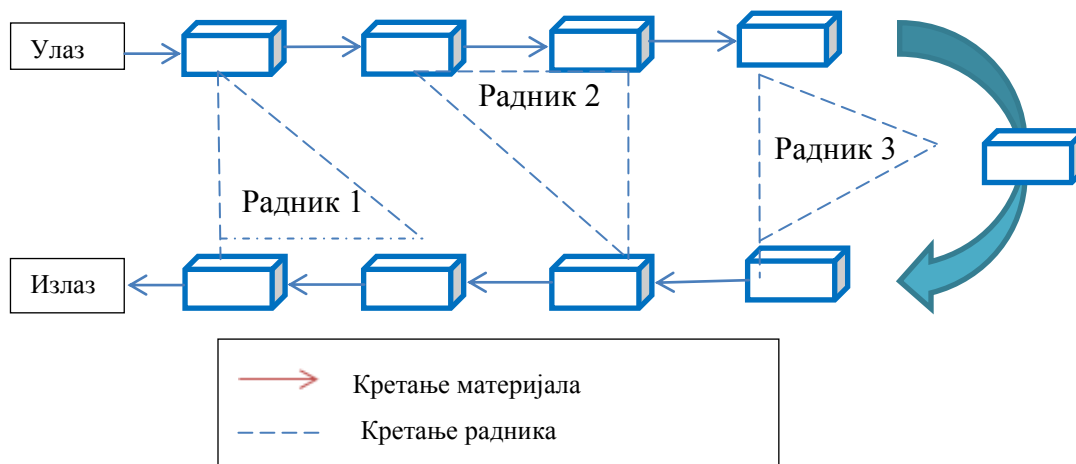 Улаз
Радник 2
Радник 3
Радник 1
Излаз
Кретање материјала
Кретање радника